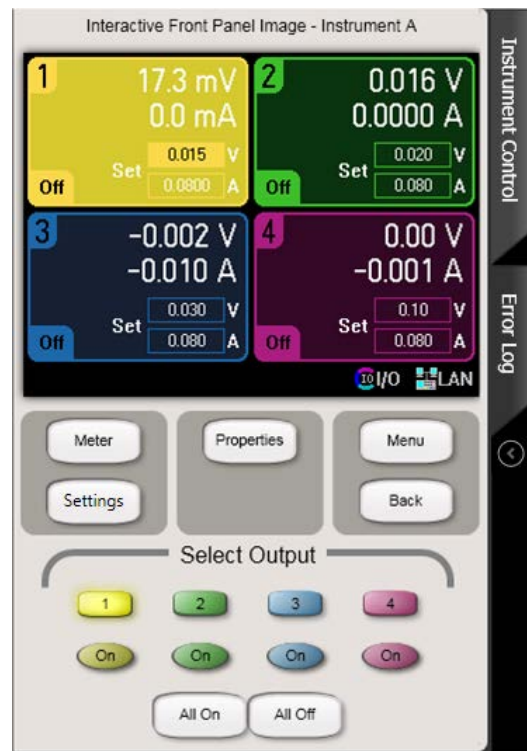 Interactive Front Panel Image - Instrument A
1 17.3 mV
0.0 mA
Set 0.015 V
0.0800 A
Off
2 0.016 V
0.0000 A
Set 0.020 V
0.080 A
Off
3 -0.002 V
-0.010 A
Set 0.030 V
0.080 A
Off
4 0.00 V
-0.001 A
Set 0.10 V
0.080 A
Off
IO I/O LAN
Meter Properties Menu
Settings Back
Select Output
1 2 3 4
On On On On
All On All Off
Instrument Control
Error Log